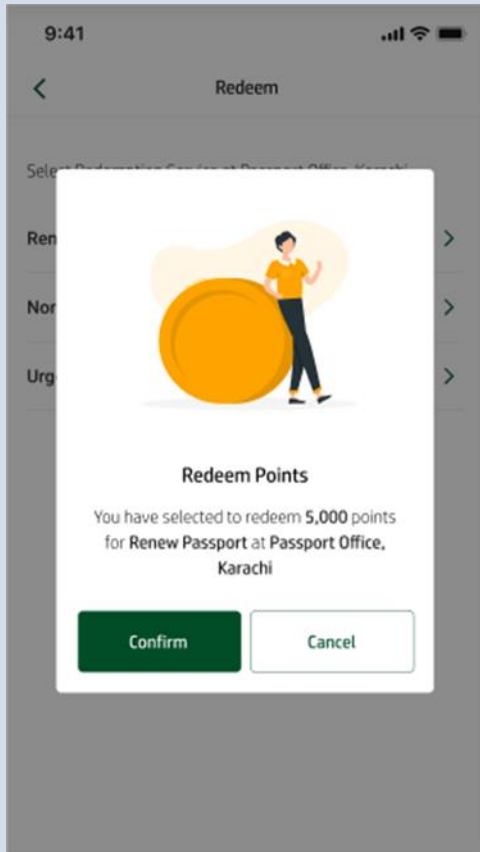 9:41
Redeem
Ren
Nor
Urg
Redeem Points
You have selected to redeem 5,000 points
for Renew Passport at Passport Office,
Karachi
Confirm
Cancel